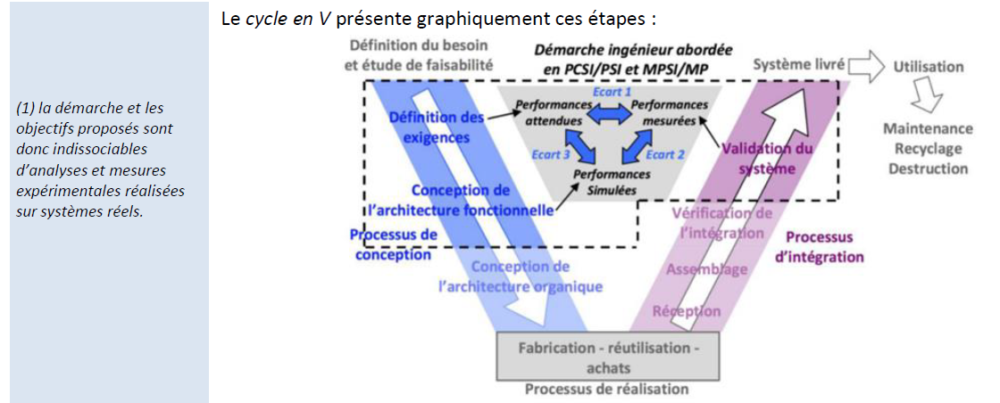 Le cycle en V présente graphiquement ces étapes :
(1) la démarche et les
objectifs proposés sont
donc indissociables
d'analyses et mesures
expérimentales réalisées
sur systèmes réels.
Définition du besoin
et étude de faisabilité
Démarche ingénieur abordée
en PCSI/PSI et MPSI/MP
Système livré
Utilisation
Maintenance
Recyclage
Destruction
Ecart 1
Performances
attendues
Performances
mesurées
Ecart 3
Ecart 2
Performances
Simulées
Définition des
exigences
Conception de
l'architecture fonctionnelle
Processus de
conception
Conception de
l'architecture organique
Validation du
système
Vérification de
l'intégration
Processus
d'intégration
Assemblage
Réception
Fabrication - réutilisation -
achats
Processus de réalisation